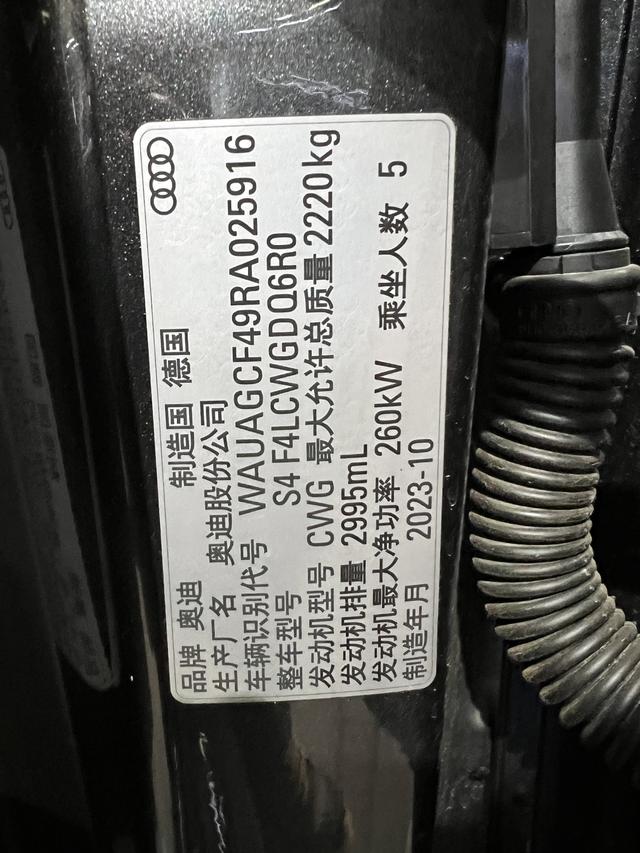 品牌 奥迪 制造国 德国
生产厂名 奥迪股份公司
车辆识别代号 WAUAGCF49RA025916
整车型号 S4 F4LCWGDQ6R0
发动机型号 CWG 最大允许总质量 2220kg
发动机排量 2995mL
发动机最大净功率 260kW 乘坐人数 5
制造年月 2023-10